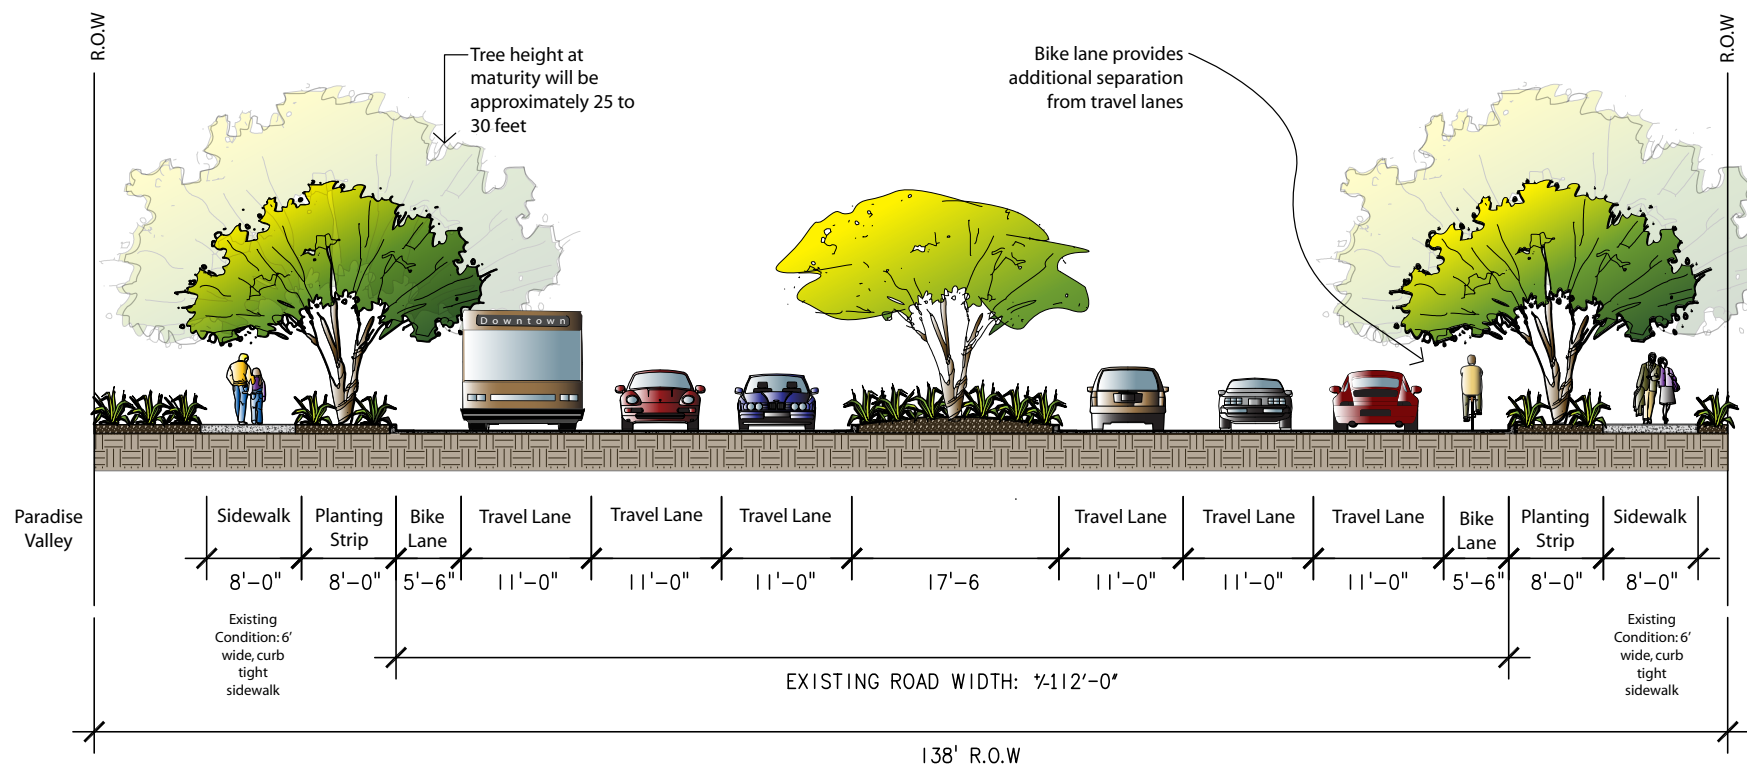 R.O.W
R.O.W
Tree height at
maturity will be
approximately 25 to
30 feet
Bike lane provides
additional separation
from travel lanes
Downtown
Paradise
Valley
Sidewalk
Planting
Strip
Bike
Lane
Travel Lane
Travel Lane
Travel Lane
Travel Lane
Travel Lane
Travel Lane
Bike
Lane
Planting
Strip
Sidewalk
8'-0"
8'-0"
5'-6"
11'-0"
11'-0"
11'-0"
17'-6
11'-0"
11'-0"
11'-0"
5'-6"
8'-0"
8'-0"
Existing
Condition: 6'
wide, curb
tight
sidewalk
Existing
Condition: 6'
wide, curb
tight
sidewalk
EXISTING ROAD WIDTH: +/-112'-0"
138' R.O.W